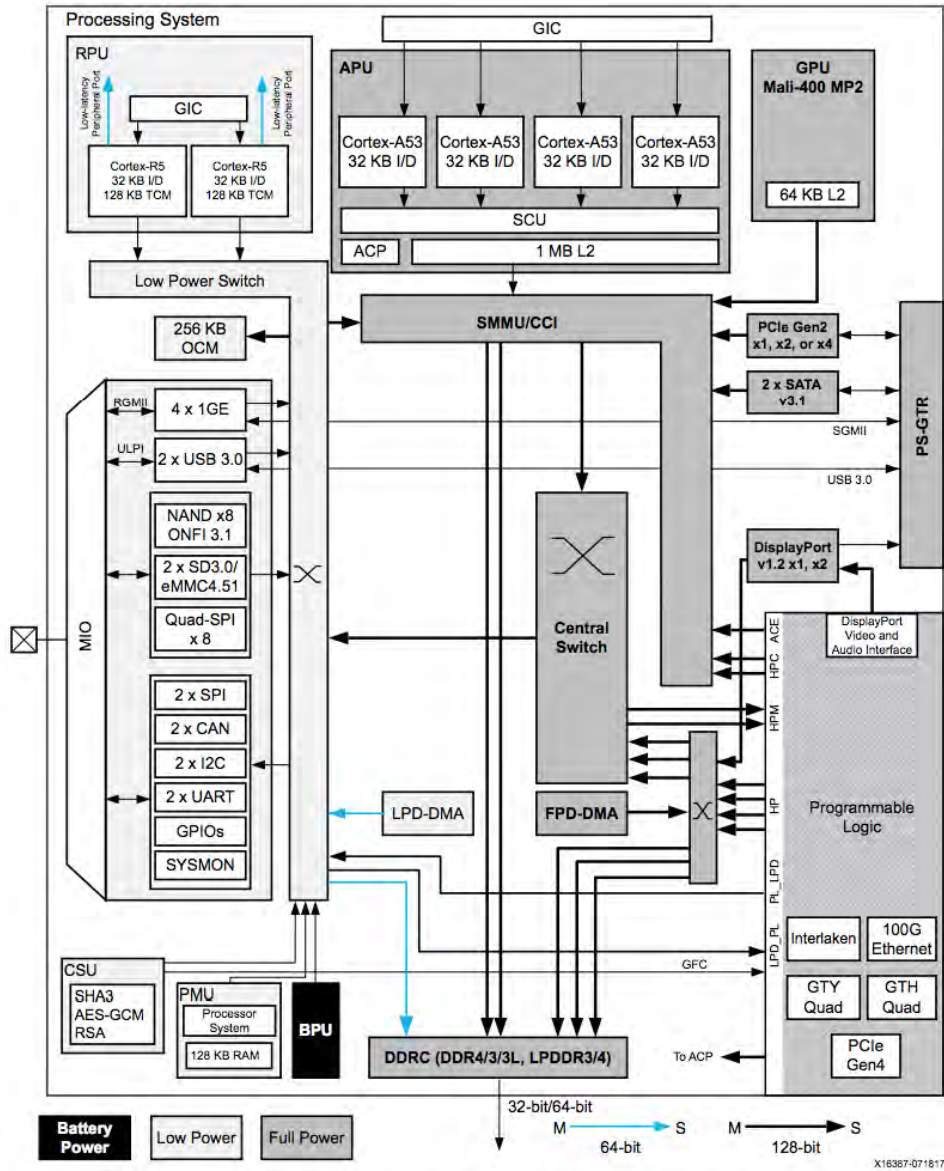 Processing System
RPU
Low-latency
Peripheral Port
Low-latency
Peripheral Port
GIC
Cortex-R5
32 KB I/D
128 KB TCM
Cortex-R5
32 KB I/D
128 KB TCM
GIC
APU
Cortex-A53
32 KB I/D
Cortex-A53
32 KB I/D
Cortex-A53
32 KB I/D
Cortex-A53
32 KB I/D
SCU
ACP
1 MB L2
GPU
Mali-400 MP2
64 KB L2
Low Power Switch
SMMU/CCI
256 KB
OCM
PCIe Gen2
x1, x2, or x4
2 x SATA
v3.1
PS-GTR
RGMII
4 x 1GE
SGMII
ULPI
2 x USB 3.0
USB 3.0
NAND x8
ONFI 3.1
2 x SD3.0/
eMMC4.51
Quad-SPI
x 8
MIO
Central
Switch
DisplayPort
v1.2 x1, x2
DisplayPort
Video and
Audio Interface
ACE
HPC
HPM
HP
PL_LPD
LPD_PL
2 x SPI
2 x CAN
2 x I2C
2 x UART
GPIOs
SYSMON
LPD-DMA
FPD-DMA
Programmable
Logic
Interlaken
100G
Ethernet
GTY
Quad
GTH
Quad
PCIe
Gen4
GFC
CSU
SHA3
AES-GCM
RSA
PMU
Processor
System
128 KB RAM
BPU
DDRC (DDR4/3/3L, LPDDR3/4)
To ACP
32-bit/64-bit
Battery
Power
Low Power
Full Power
M
S
64-bit
M
S
128-bit
X16387-071817